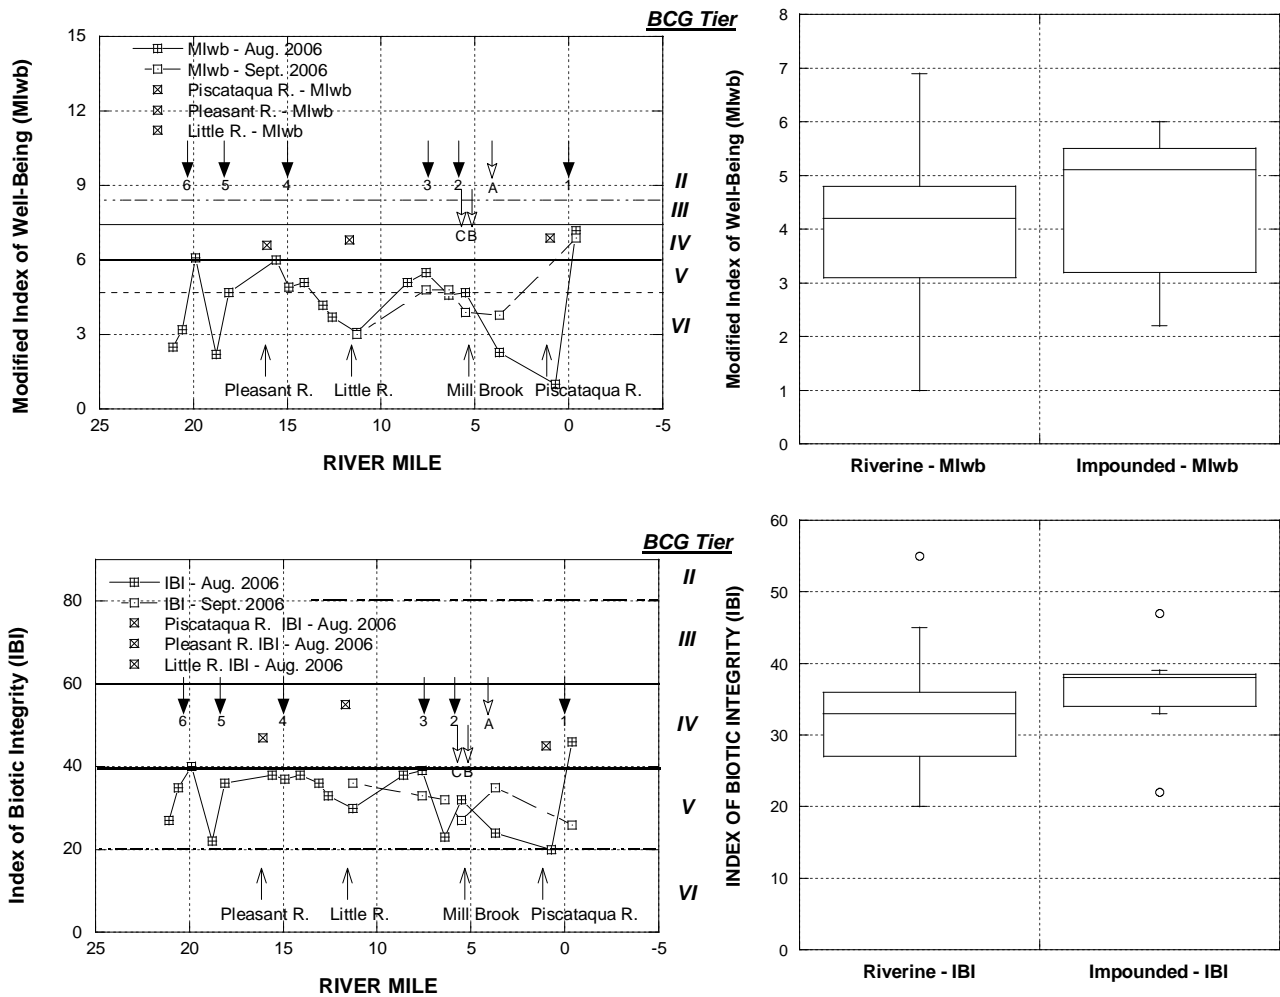 BCG Tier
Modified Index of Well-Being (MIwb)
15
12
9
6
3
0
MIwb - Aug. 2006
MIwb - Sept. 2006
Piscataqua R. - MIwb
Pleasant R. - MIwb
Little R. - MIwb
6
5
4
3
2
A
1
C
B
II
III
IV
V
VI
Pleasant R.
Little R.
Mill Brook
Piscataqua R.
25
20
15
10
5
0
-5
RIVER MILE
Modified Index of Well-Being (MIwb)
8
7
6
5
4
3
2
1
0
Riverine - MIwb
Impounded - MIwb
BCG Tier
Index of Biotic Integrity (IBI)
80
60
40
20
0
IBI - Aug. 2006
IBI - Sept. 2006
Piscataqua R. IBI - Aug. 2006
Pleasant R. IBI - Aug. 2006
Little R. IBI - Aug. 2006
6
5
4
3
2
A
1
C
B
II
III
IV
V
VI
Pleasant R.
Little R.
Mill Brook
Piscataqua R.
25
20
15
10
5
0
-5
RIVER MILE
INDEX OF BIOTIC INTEGRITY (IBI)
60
50
40
30
20
10
0
Riverine - IBI
Impounded - IBI